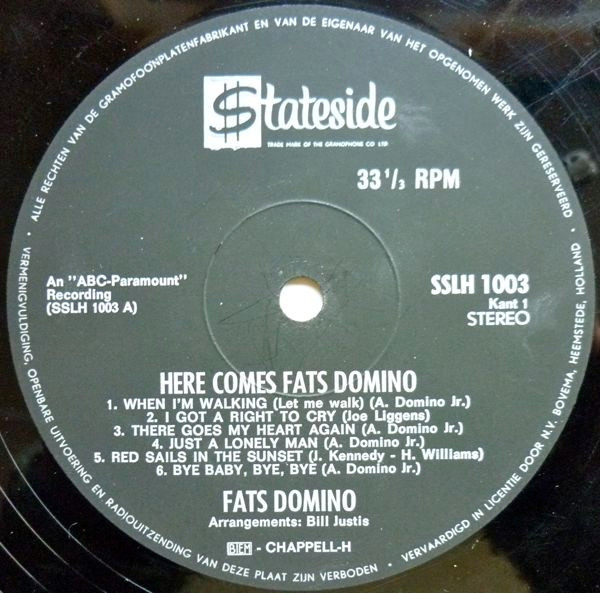 ALLE RECHTEN VAN DE GRAMOFOONPLATENFABRIKANT EN VAN DE EIGENAAR VAN HET OPGENOMEN WERK ZIJN GERESERVEERD •
$tateside
TRADE MARK OF THE GRAMOPHONE CO LTD
33 1/3 RPM
An "ABC-Paramount"
Recording
(SSLH 1003 A)
SSLH 1003
Kant 1
STEREO
HERE COMES FATS DOMINO
1. WHEN I'M WALKING (Let me walk) (A. Domino Jr.)
2. I GOT A RIGHT TO CRY (Joe Liggens)
3. THERE GOES MY HEART AGAIN (A. Domino Jr.)
4. JUST A LONELY MAN (A. Domino Jr.)
5. RED SAILS IN THE SUNSET (J. Kennedy - H. Williams)
6. BYE BABY, BYE, BYE (A. Domino Jr.)
FATS DOMINO
Arrangements: Bill Justis
BIEM - CHAPPELL-H
VERMENIGVULDIGING, OPENBARE UITVOERING EN RADIOUITZENDING VAN DEZE PLAAT ZIJN VERBODEN • VERVAARDIGD IN LICENTIE DOOR N.V. BOVEMA, HEEMSTEDE, HOLLAND •